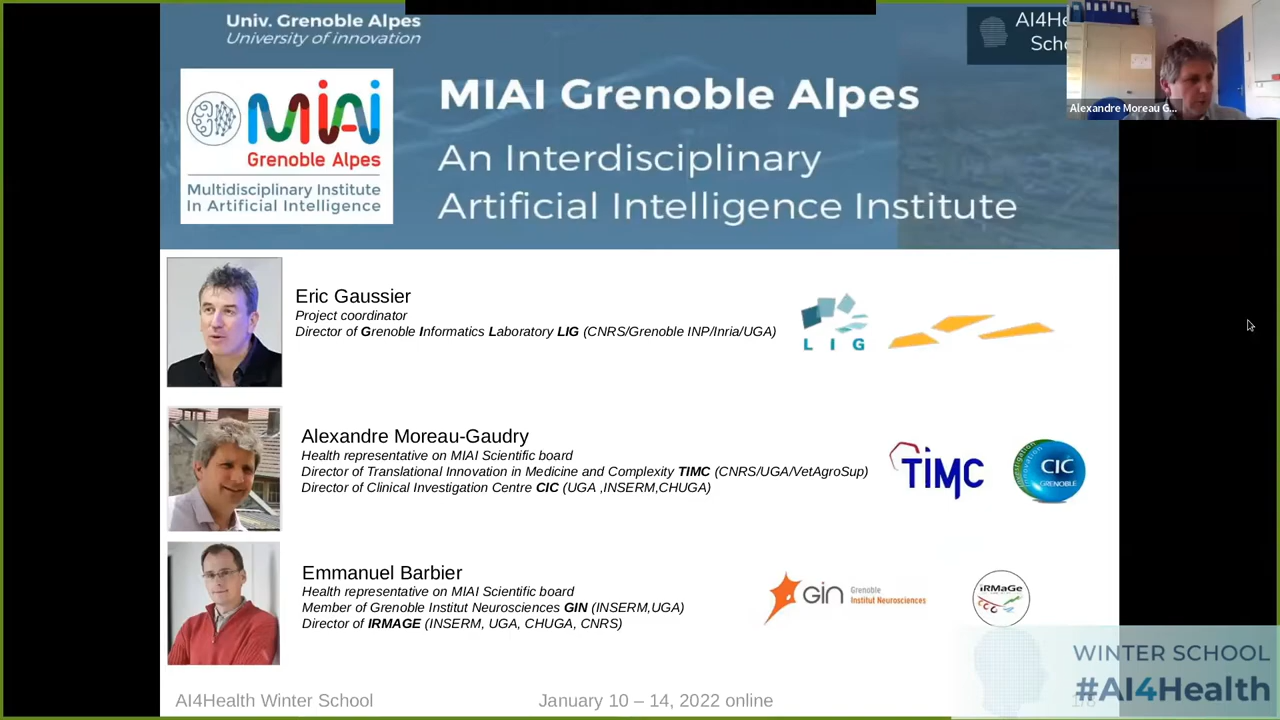 Univ. Grenoble Alpes
University of innovation
MIAI
Grenoble Alpes
Multidisciplinary Institute
In Artificial Intelligence
MIAI Grenoble Alpes
An Interdisciplinary
Artificial Intelligence Institute
AI4He
Scho
Alexandre Moreau G...
Eric Gaussier
Project coordinator
Director of Grenoble Informatics Laboratory LIG (CNRS/Grenoble INP/Inria/UGA)
LIG
Alexandre Moreau-Gaudry
Health representative on MIAI Scientific board
Director of Translational Innovation in Medicine and Complexity TIMC (CNRS/UGA/VetAgroSup)
Director of Clinical Investigation Centre CIC (UGA ,INSERM,CHUGA)
TIMC
Investigation
Innovation
CIC
GRENOBLE
Emmanuel Barbier
Health representative on MIAI Scientific board
Member of Grenoble Institut Neurosciences GIN (INSERM,UGA)
Director of IRMAGE (INSERM, UGA, CHUGA, CNRS)
GIN
Grenoble
Institut Neurosciences
iRMaGe
WINTER SCHOOL
#AI4Health
AI4Health Winter School
January 10 – 14, 2022 online